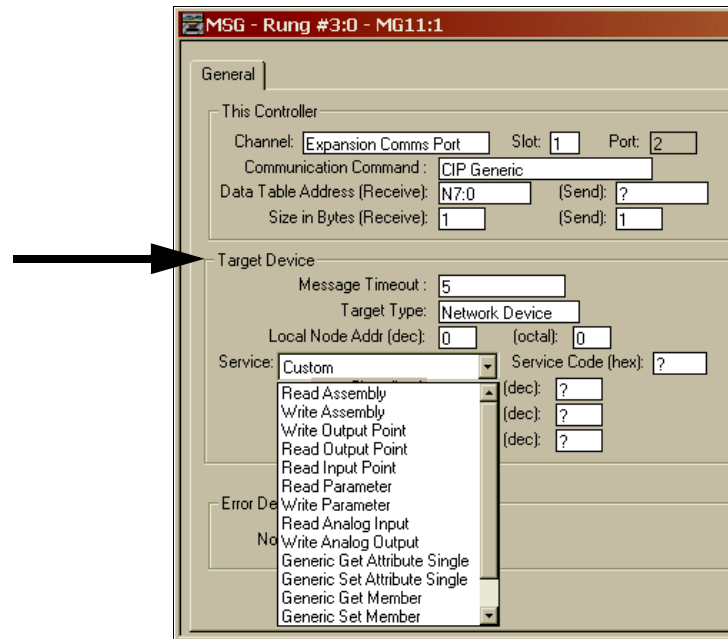 MSG - Rung #3:0 - MG11:1
General
This Controller
Channel: Expansion Comms Port Slot: 1 Port: 2
Communication Command : CIP Generic
Data Table Address (Receive): N7:0 (Send): ?
Size in Bytes (Receive): 1 (Send): 1
Target Device
Message Timeout : 5
Target Type: Network Device
Local Node Addr (dec): 0 (octal): 0
Service: Custom Service Code (hex): ?
(dec): ?
(dec): ?
(dec): ?
Read Assembly
Write Assembly
Write Output Point
Read Output Point
Read Input Point
Read Parameter
Write Parameter
Read Analog Input
Write Analog Output
Generic Get Attribute Single
Generic Set Attribute Single
Generic Get Member
Generic Set Member
Error De
No